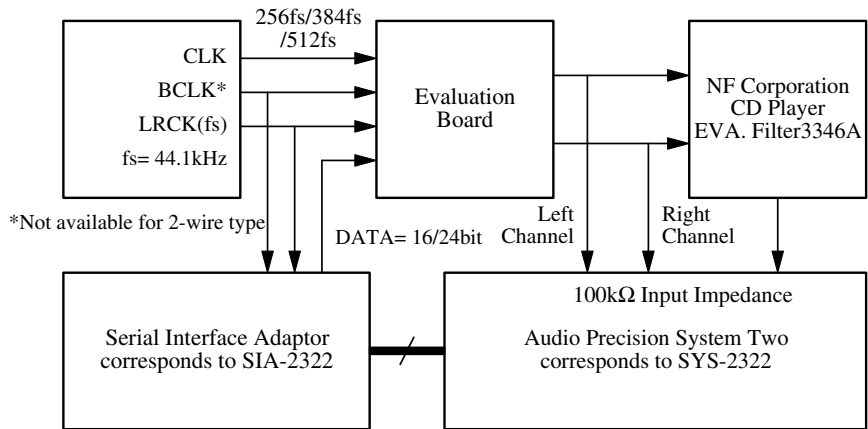 256fs/384fs
/512fs
CLK
BCLK*
LRCK(fs)
fs= 44.1kHz
Evaluation
Board
NF Corporation
CD Player
EVA. Filter3346A
*Not available for 2-wire type
DATA= 16/24bit
Left
Channel
Right
Channel
Serial Interface Adaptor
corresponds to SIA-2322
100kΩ Input Impedance
Audio Precision System Two
corresponds to SYS-2322